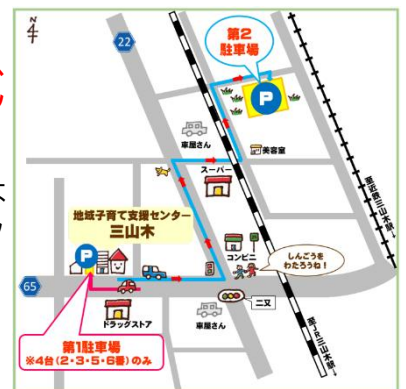 N
22
第2
駐車場
P
車屋さん
美容室
スーパー
至近鉄三山木駅
地域子育て支援センター
三山木
コンビニ
しんごうを
わたろうね！
P
65
二又
ドラッグストア
車屋さん
至JR三山木駅
第1駐車場
※4台(2・3・5・6番)のみ